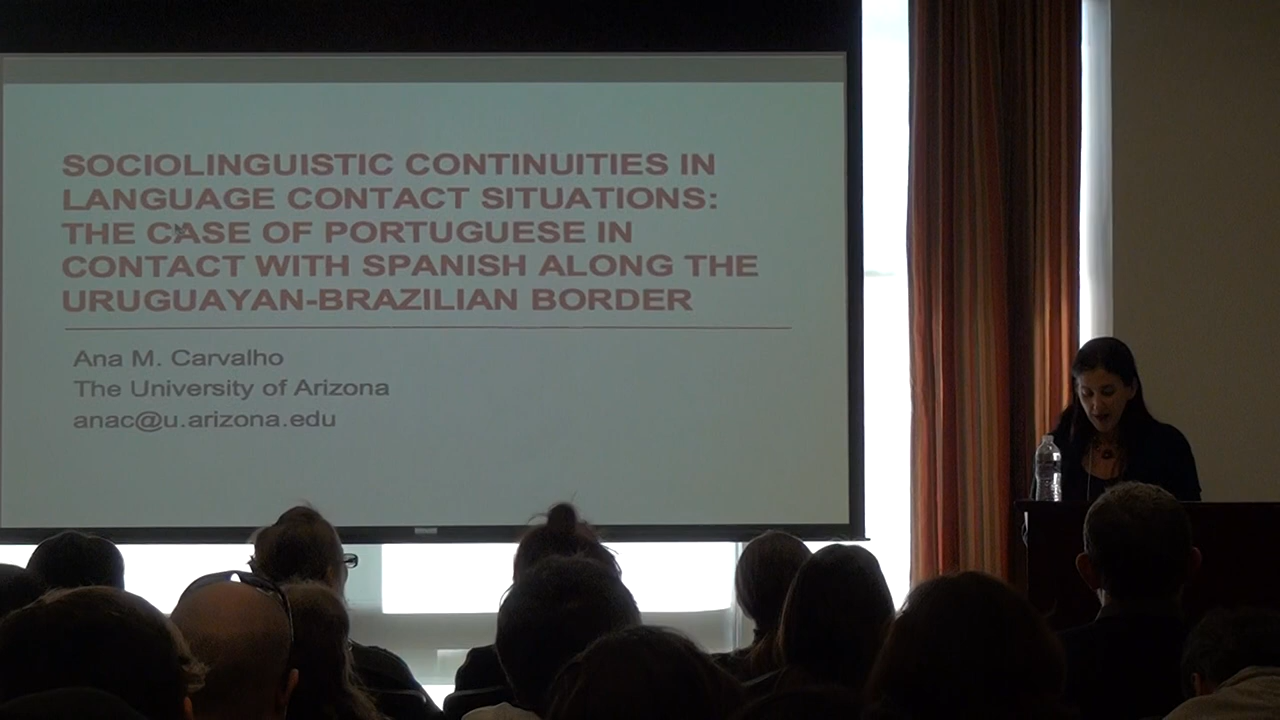 SOCIOLINGUISTIC CONTINUITIES IN
LANGUAGE CONTACT SITUATIONS:
THE CASE OF PORTUGUESE IN
CONTACT WITH SPANISH ALONG THE
URUGUAYAN-BRAZILIAN BORDER
Ana M. Carvalho
The University of Arizona
anac@u.arizona.edu